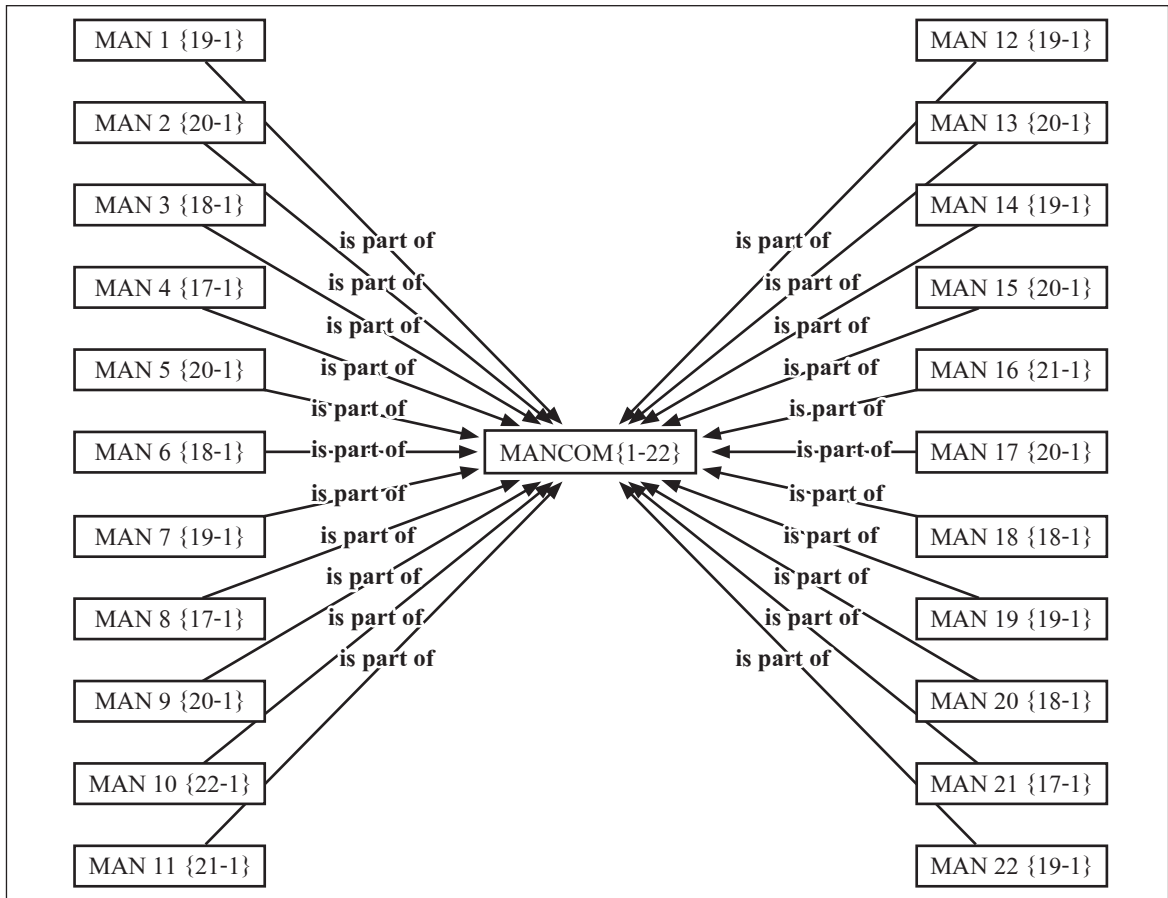 MAN 1 {19-1}
MAN 12 {19-1}
MAN 2 {20-1}
MAN 13 {20-1}
MAN 3 {18-1}
MAN 14 {19-1}
is part of
is part of
MAN 4 {17-1}
is part of
is part of
MAN 15 {20-1}
is part of
is part of
MAN 5 {20-1}
is part of
is part of
MAN 16 {21-1}
is part of
is part of
MAN 6 {18-1}
is part of
MANCOM{1-22}
is part of
MAN 17 {20-1}
is part of
is part of
MAN 7 {19-1}
is part of
is part of
MAN 18 {18-1}
is part of
is part of
MAN 8 {17-1}
is part of
is part of
MAN 19 {19-1}
is part of
is part of
MAN 9 {20-1}
MAN 20 {18-1}
MAN 10 {22-1}
MAN 21 {17-1}
MAN 11 {21-1}
MAN 22 {19-1}